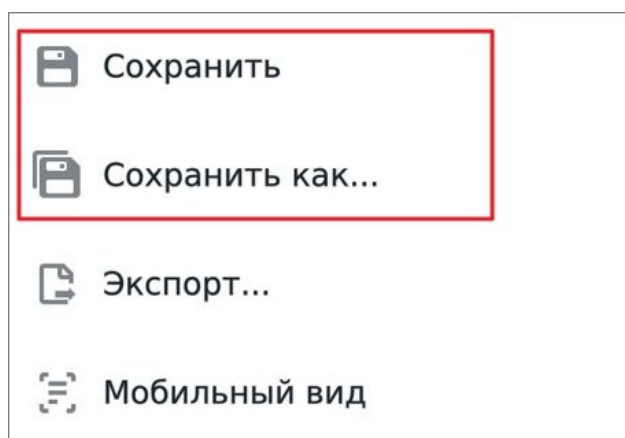 Сохранить
Сохранить как...
Экспорт...
Мобильный вид